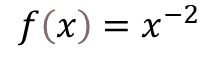 f(x) = x⁻²